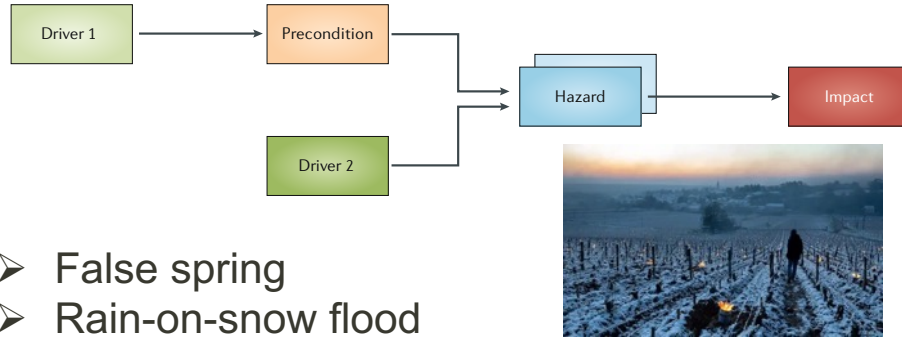 Driver 1
Precondition
Hazard
Impact
Driver 2
False spring
Rain-on-snow flood